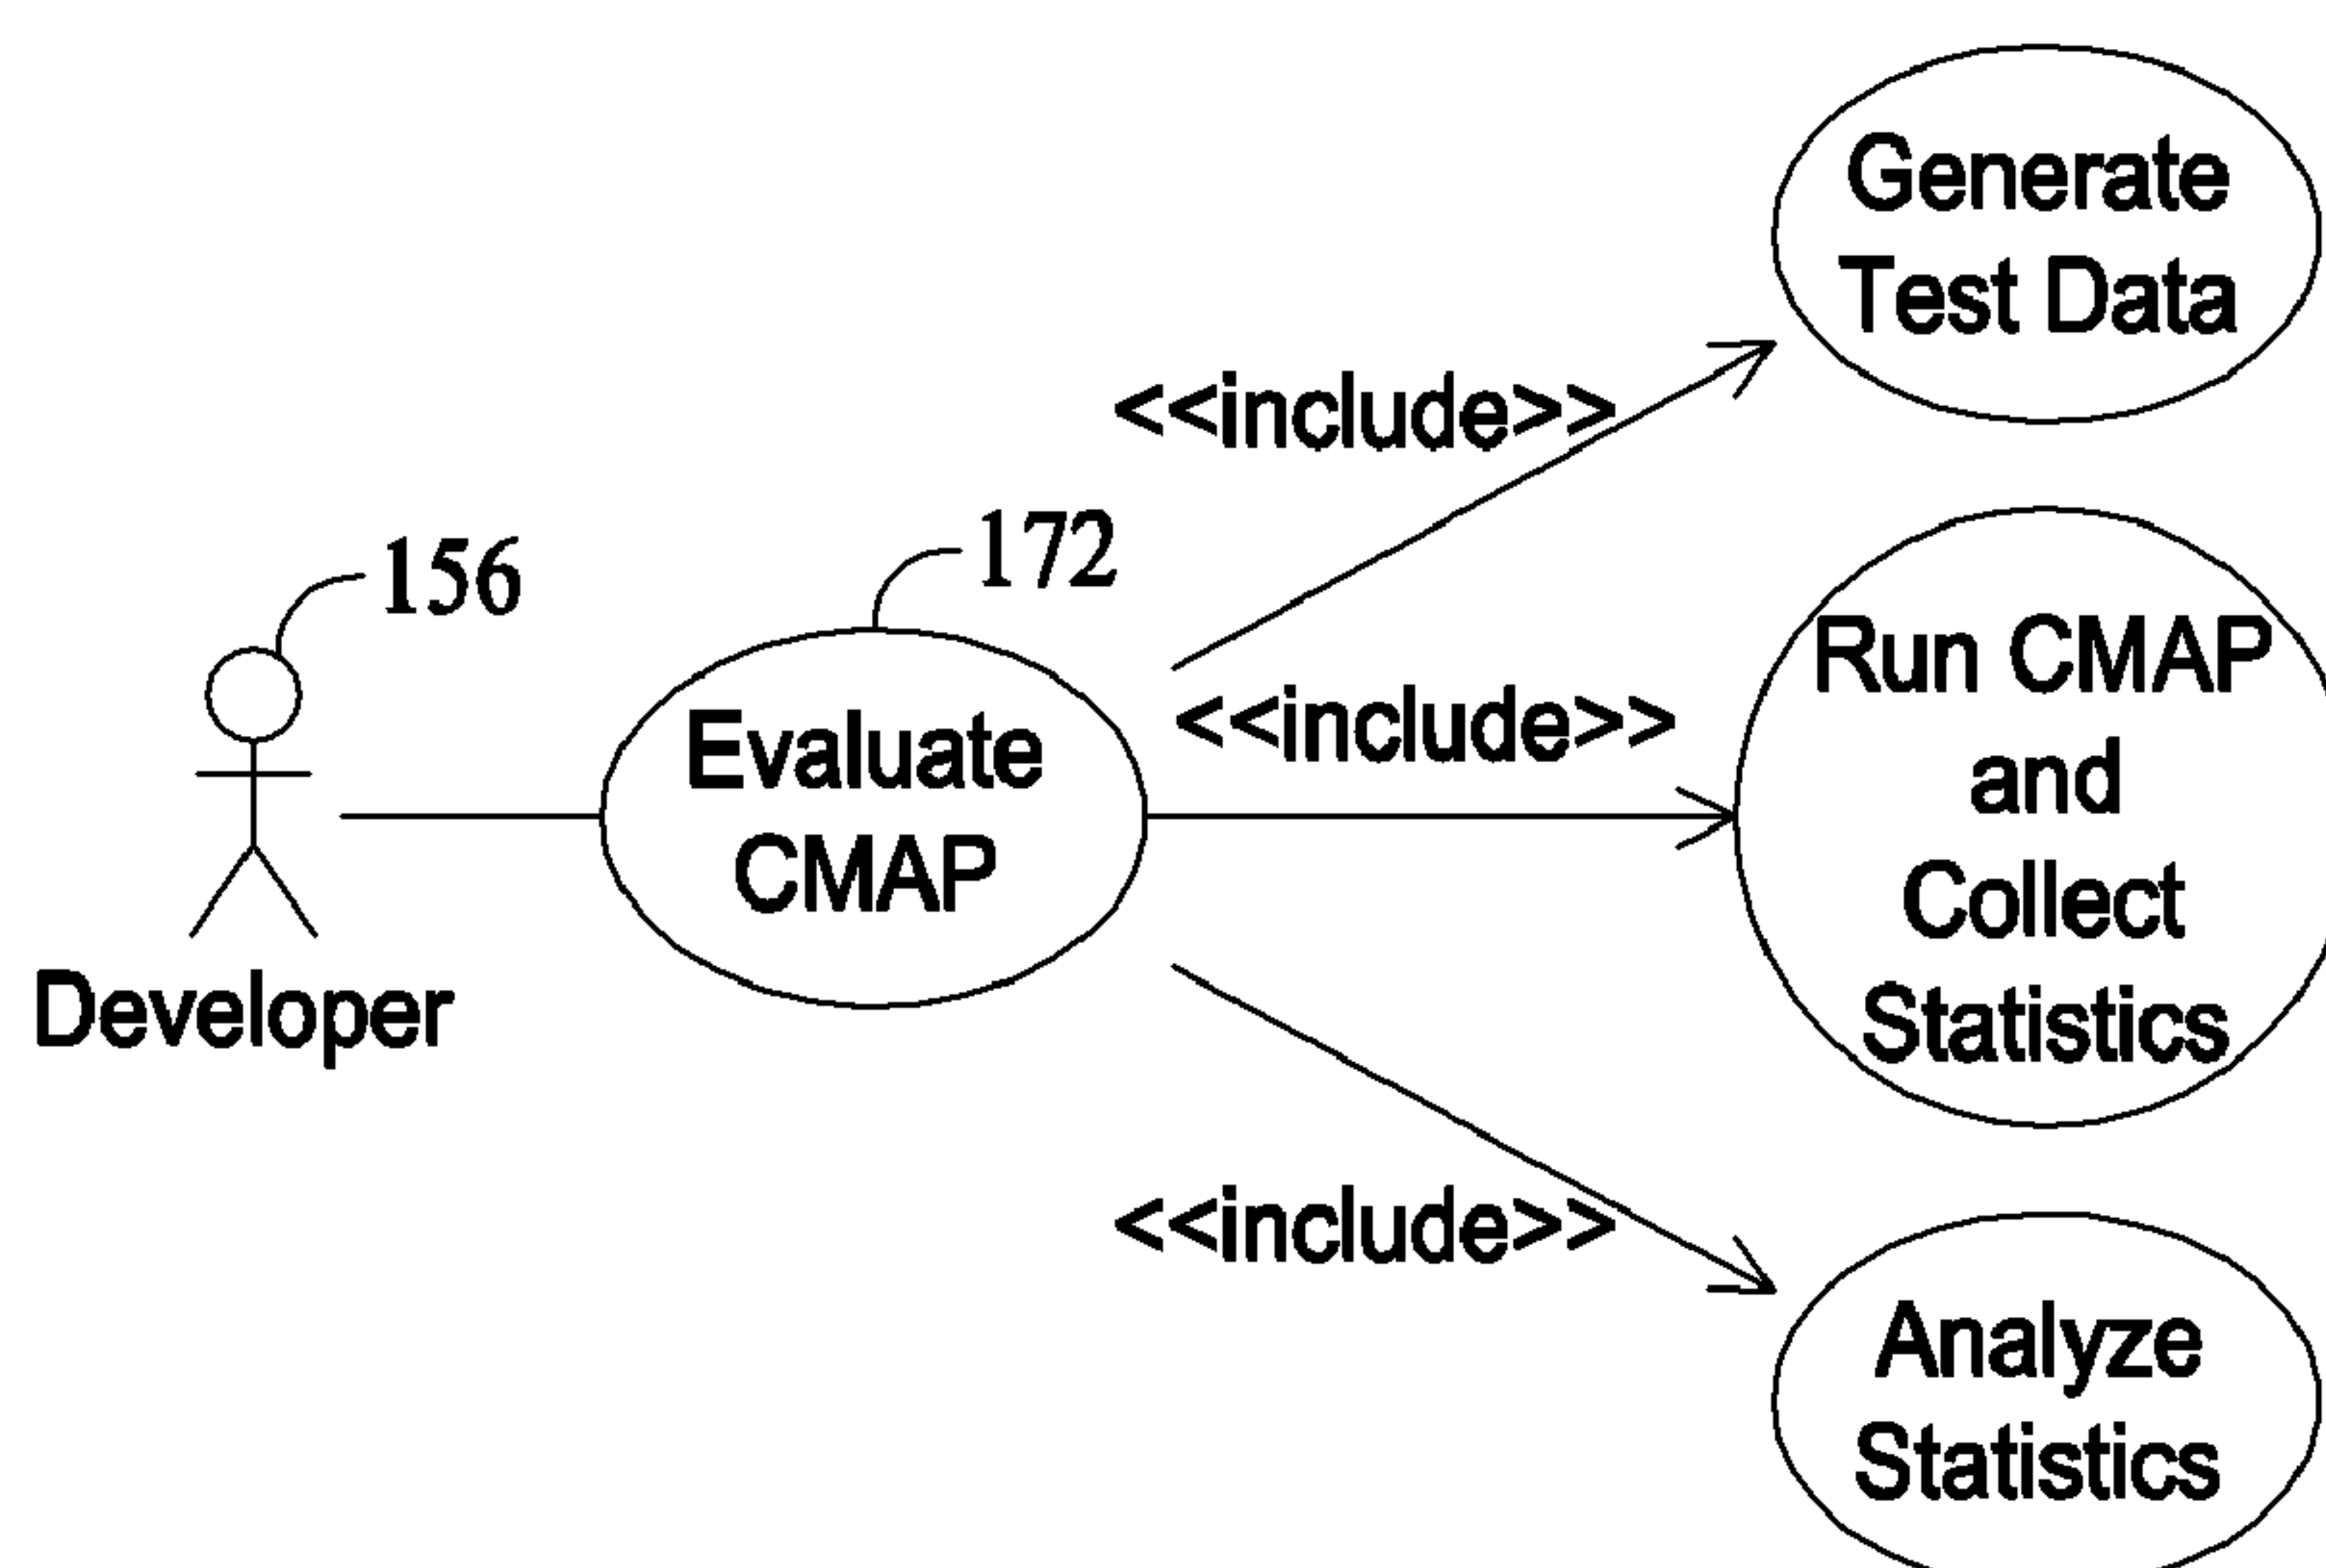 Generate
Test Data
<<include>>
156
172
Run CMAP
and
Collect
Statistics
<<include>>
Evaluate
CMAP
Developer
<<include>>
Analyze
Statistics